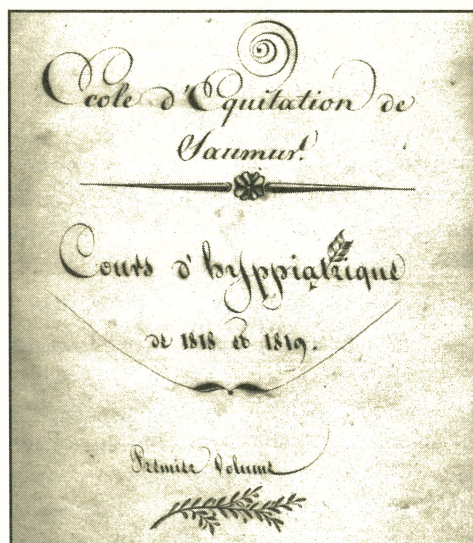 Ecole d'Equitation de
Saumur.
Cours d'hyppiatrique
de 1818 et 1819.
Premier Volume